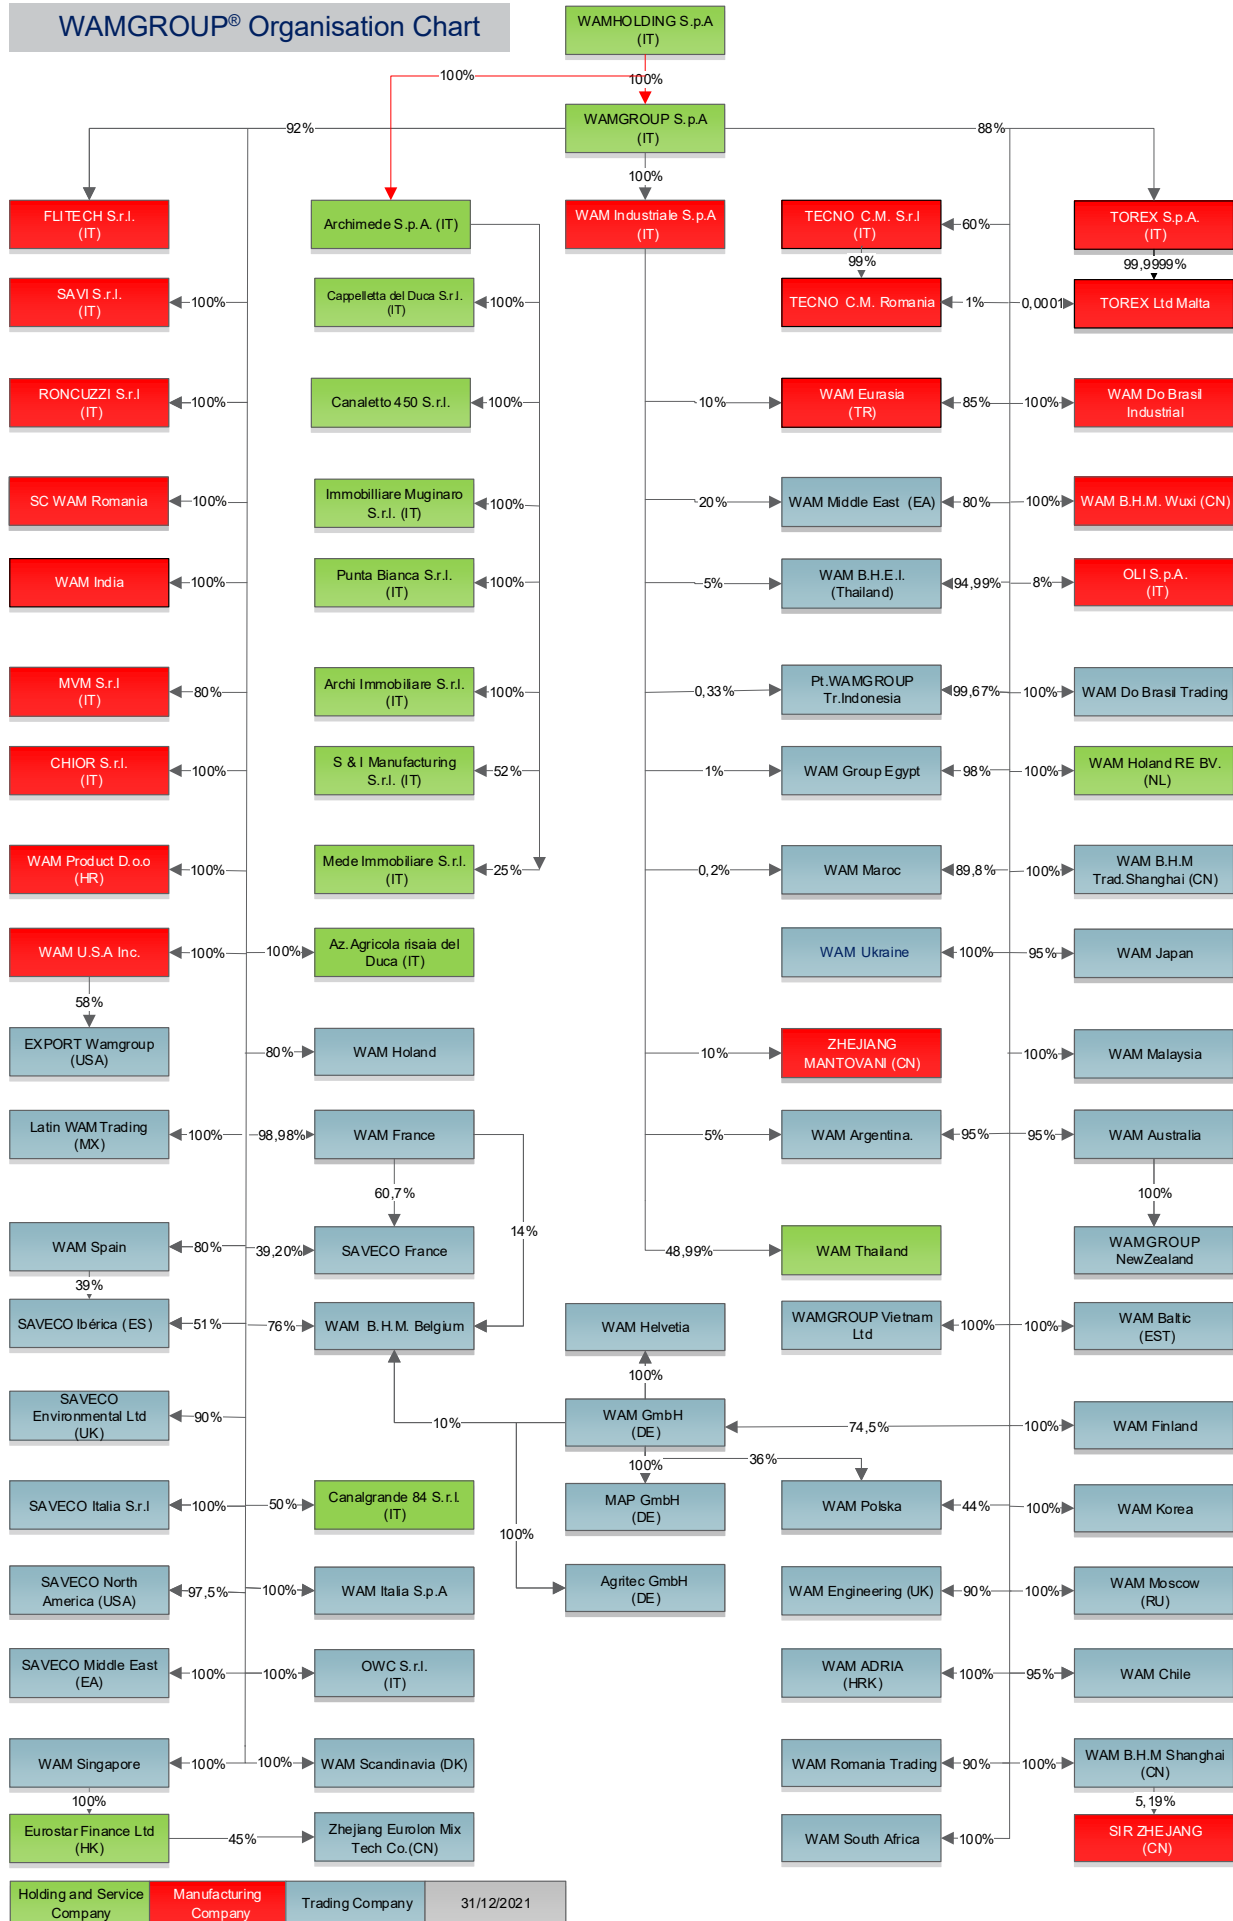 WAMGROUP® Organisation Chart
WAMHOLDING S.p.A
(IT)
100%
100%
WAMGROUP S.p.A
(IT)
92%
88%
100%
FLITECH S.r.l.
(IT)
Archimede S.p.A. (IT)
WAM Industriale S.p.A
(IT)
TECNO C.M. S.r.l
(IT)
60%
TOREX S.p.A.
(IT)
99%
99,9999%
SAVI S.r.l.
(IT)
100%
Cappelletta del Duca S.r.l.
(IT)
100%
TECNO C.M. Romania
1%
0,0001
TOREX Ltd Malta
RONCUZZI S.r.l
(IT)
100%
Canaletto 450 S.r.l.
100%
10%
WAM Eurasia
(TR)
85%
100%
WAM Do Brasil
Industrial
SC WAM Romania
100%
Immobilliare Muginaro
S.r.l. (IT)
100%
20%
WAM Middle East (EA)
80%
100%
WAM B.H.M. Wuxi (CN)
WAM India
100%
Punta Bianca S.r.l.
(IT)
100%
5%
WAM B.H.E.I.
(Thailand)
94,99%
8%
OLI S.p.A.
(IT)
MVM S.r.l
(IT)
80%
Archi Immobiliare S.r.l.
(IT)
100%
0,33%
Pt.WAMGROUP
Tr.Indonesia
99,67%
100%
WAM Do Brasil Trading
CHIOR S.r.l.
(IT)
100%
S & I Manufacturing
S.r.l. (IT)
52%
1%
WAM Group Egypt
98%
100%
WAM Holand RE BV.
(NL)
WAM Product D.o.o
(HR)
100%
Mede Immobiliare S.r.l.
(IT)
25%
0,2%
WAM Maroc
89,8%
100%
WAM B.H.M
Trad.Shanghai (CN)
WAM U.S.A Inc.
100%
100%
Az.Agricola risaia del
Duca (IT)
WAM Ukraine
100%
95%
WAM Japan
58%
EXPORT Wamgroup
(USA)
80%
WAM Holand
10%
ZHEJIANG
MANTOVANI (CN)
100%
WAM Malaysia
Latin WAM Trading
(MX)
100%
98,98%
WAM France
5%
WAM Argentina.
95%
95%
WAM Australia
60,7%
14%
100%
WAM Spain
80%
39,20%
SAVECO France
48,99%
WAM Thailand
WAMGROUP
NewZealand
39%
SAVECO Ibérica (ES)
51%
76%
WAM B.H.M. Belgium
WAM Helvetia
WAMGROUP Vietnam
Ltd
100%
100%
WAM Baltic
(EST)
100%
SAVECO
Environmental Ltd
(UK)
90%
10%
WAM GmbH
(DE)
74,5%
100%
WAM Finland
100%
36%
SAVECO Italia S.r.l
100%
50%
Canalgrande 84 S.r.l.
(IT)
MAP GmbH
(DE)
WAM Polska
44%
100%
WAM Korea
100%
SAVECO North
America (USA)
97,5%
100%
WAM Italia S.p.A
Agritec GmbH
(DE)
WAM Engineering (UK)
90%
100%
WAM Moscow
(RU)
SAVECO Middle East
(EA)
100%
100%
OWC S.r.l.
(IT)
WAM ADRIA
(HRK)
100%
95%
WAM Chile
WAM Singapore
100%
100%
WAM Scandinavia (DK)
WAM Romania Trading
90%
100%
WAM B.H.M Shanghai
(CN)
100%
5,19%
Eurostar Finance Ltd
(HK)
45%
Zhejiang Eurolon Mix
Tech Co.(CN)
WAM South Africa
100%
SIR ZHEJANG
(CN)
Holding and Service
Company
Manufacturing
Company
Trading Company
31/12/2021